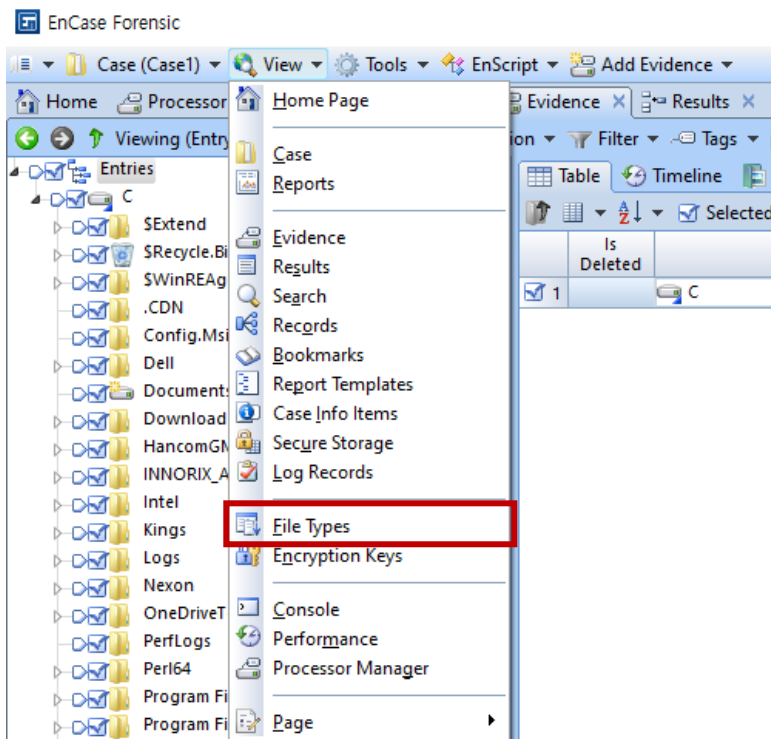 EnCase Forensic
Case (Case1) View Tools EnScript Add Evidence
Home Processor Evidence Results
Viewing (Entry ion Filter Tags
Table Timeline
Selected
Is Deleted
1 C
Entries
C
$Extend
$Recycle.Bi
$WinREAg
.CDN
Config.Msi
Dell
Documents
Download
HancomGM
INNORIX_A
Intel
Kings
Logs
Nexon
OneDriveT
PerfLogs
Perl64
Program Fi
Program Fi
Home Page
Case
Reports
Evidence
Results
Search
Records
Bookmarks
Report Templates
Case Info Items
Secure Storage
Log Records
File Types
Encryption Keys
Console
Performance
Processor Manager
Page